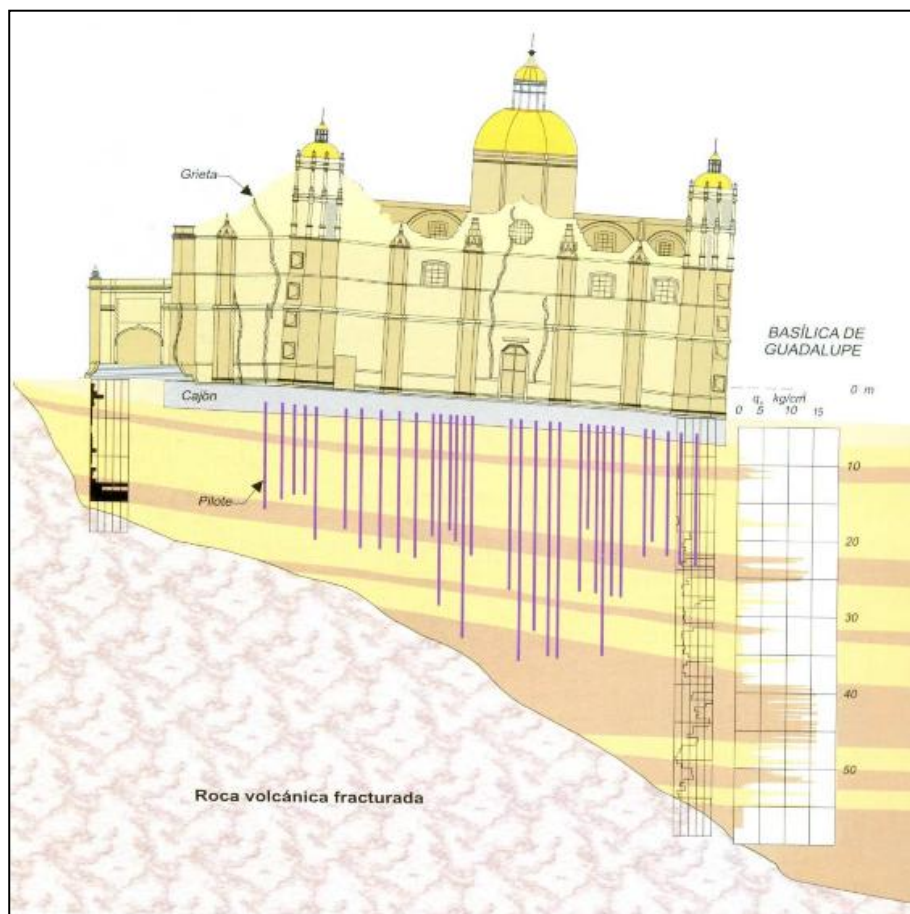 Grieta
BASÍLICA DE
GUADALUPE
0 m
q, kg/cm
0 5 10 15
Cajón
10
Pilote
20
30
40
50
Roca volcánica fracturada